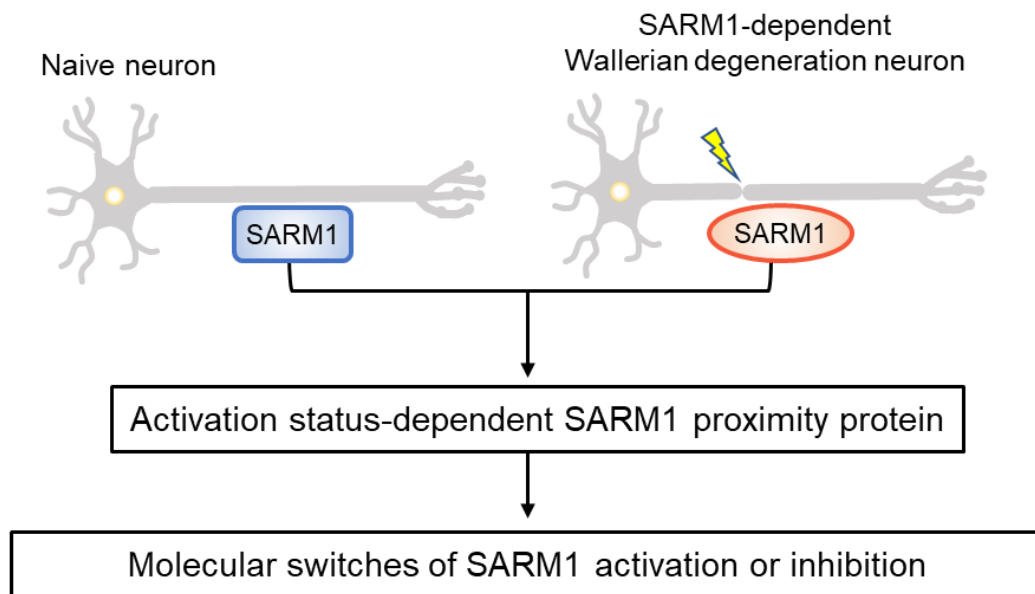 Naive neuron
SARM1-dependent
Wallerian degeneration neuron
SARM1
SARM1
Activation status-dependent SARM1 proximity protein
Molecular switches of SARM1 activation or inhibition